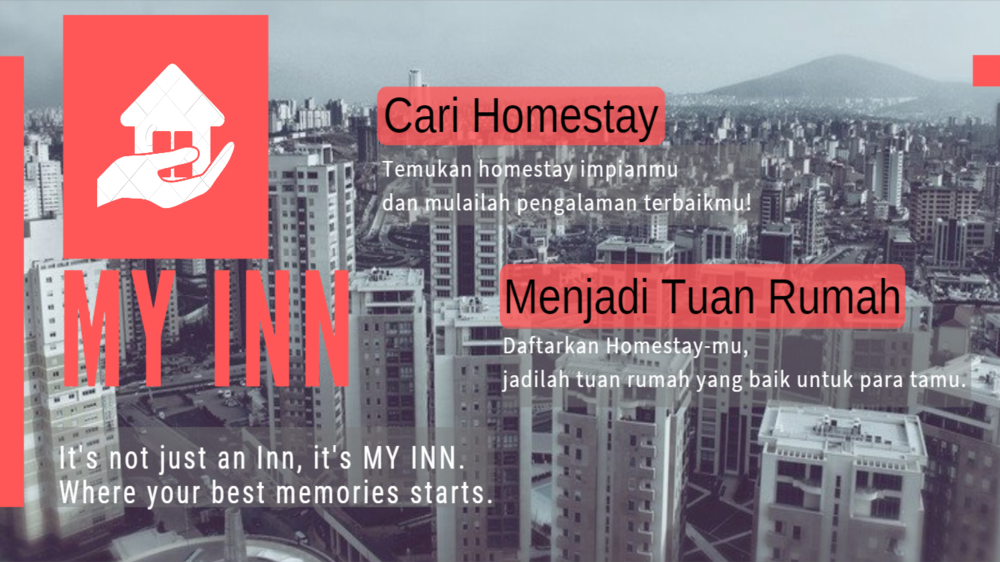 Cari Homestay
Temukan homestay impianmu
dan mulailah pengalaman terbaikmu!
MY INN
Menjadi Tuan Rumah
Daftarkan Homestay-mu,
jadilah tuan rumah yang baik untuk para tamu.
It's not just an Inn, it's MY INN.
Where your best memories starts.